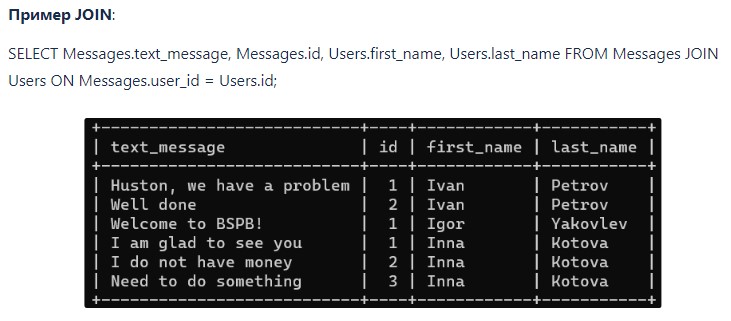 Пример JOIN:
SELECT Messages.text_message, Messages.id, Users.first_name, Users.last_name FROM Messages JOIN
Users ON Messages.user_id = Users.id;
+---------------------------+----+------------+-----------+
| text_message | id | first_name | last_name |
+---------------------------+----+------------+-----------+
| Huston, we have a problem | 1 | Ivan | Petrov |
| Well done | 2 | Ivan | Petrov |
| Welcome to BSPB! | 1 | Igor | Yakovlev |
| I am glad to see you | 1 | Inna | Kotova |
| I do not have money | 2 | Inna | Kotova |
| Need to do something | 3 | Inna | Kotova |
+---------------------------+----+------------+-----------+